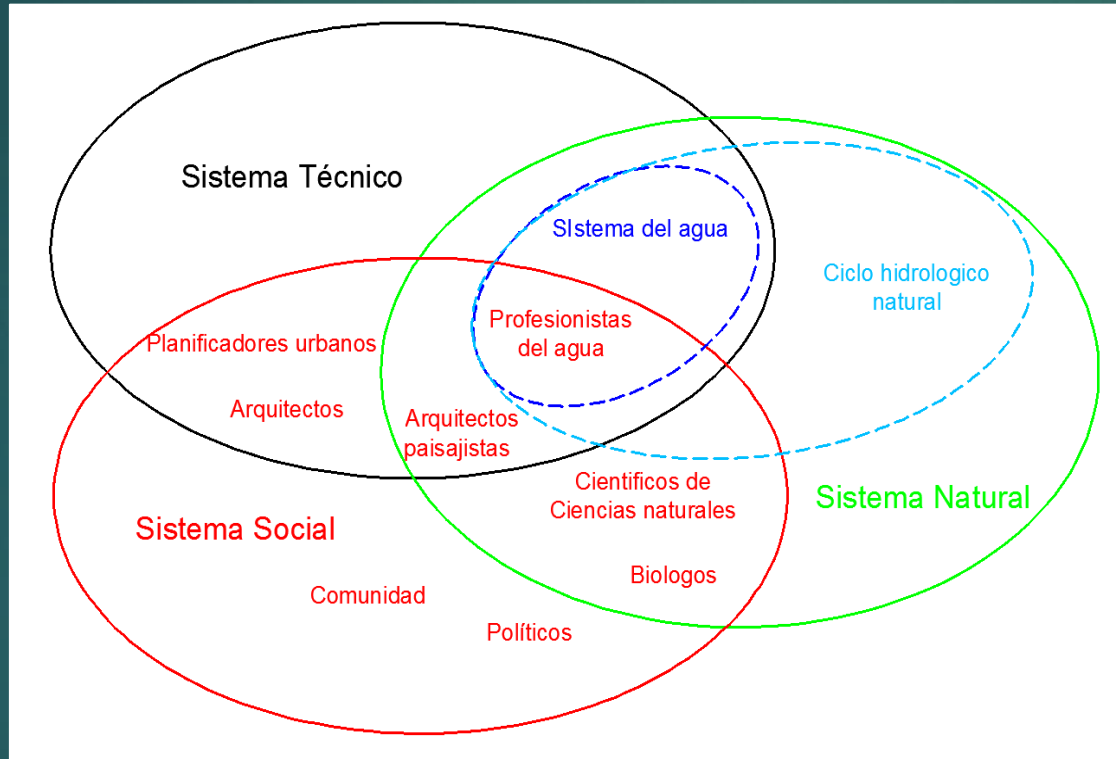 Sistema Técnico
SIstema del agua
Ciclo hidrologico
natural
Profesionistas
del agua
Planificadores urbanos
Arquitectos
Arquitectos
paisajistas
Cientificos de
Ciencias naturales
Sistema Natural
Sistema Social
Biologos
Comunidad
Políticos